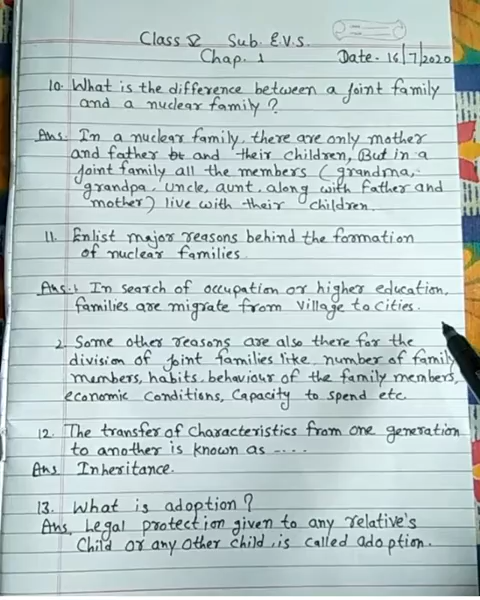 Class V Sub. E.V.S.
Chap. 1 Date- 16/7/2020
10. What is the difference between a joint family
and a nuclear family?
Ans. In a nuclear family, there are only mother
and father and their children, But in a
joint family all the members (grandma,
grandpa, uncle, aunt, along with father and
mother) live with their children.
11. Enlist major reasons behind the formation
of nuclear families.
Ans. 1 In search of occupation or higher education,
families are migrate from village to cities.
2. Some other reasons are also there for the
division of joint families like number of family
members, habits, behaviour of the family members,
economic conditions, Capacity to spend etc.
12. The transfer of characteristics from one generation
to another is known as ----
Ans Inheritance.
13. What is adoption?
Ans, Legal protection given to any relative's
Child or any other child, is called adoption.